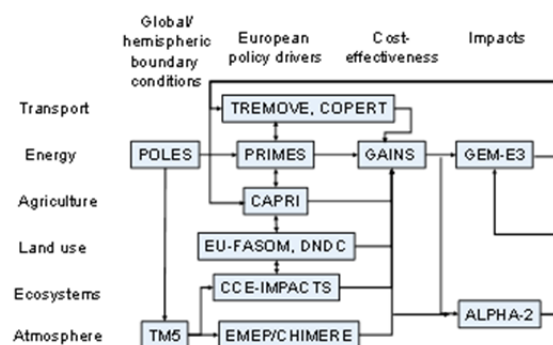 Global/
hemispheric
boundary
conditions
European
policy drivers
Cost-
effectiveness
Impacts
Transport
TREMOVE, COPERT
Energy
POLES
PRIMES
GAINS
GEM-E3
Agriculture
CAPRI
Land use
EU-FASOM, DNDC
Ecosystems
CCE-IMPACTS
ALPHA-2
Atmosphere
TM5
EMEP/CHIMERE